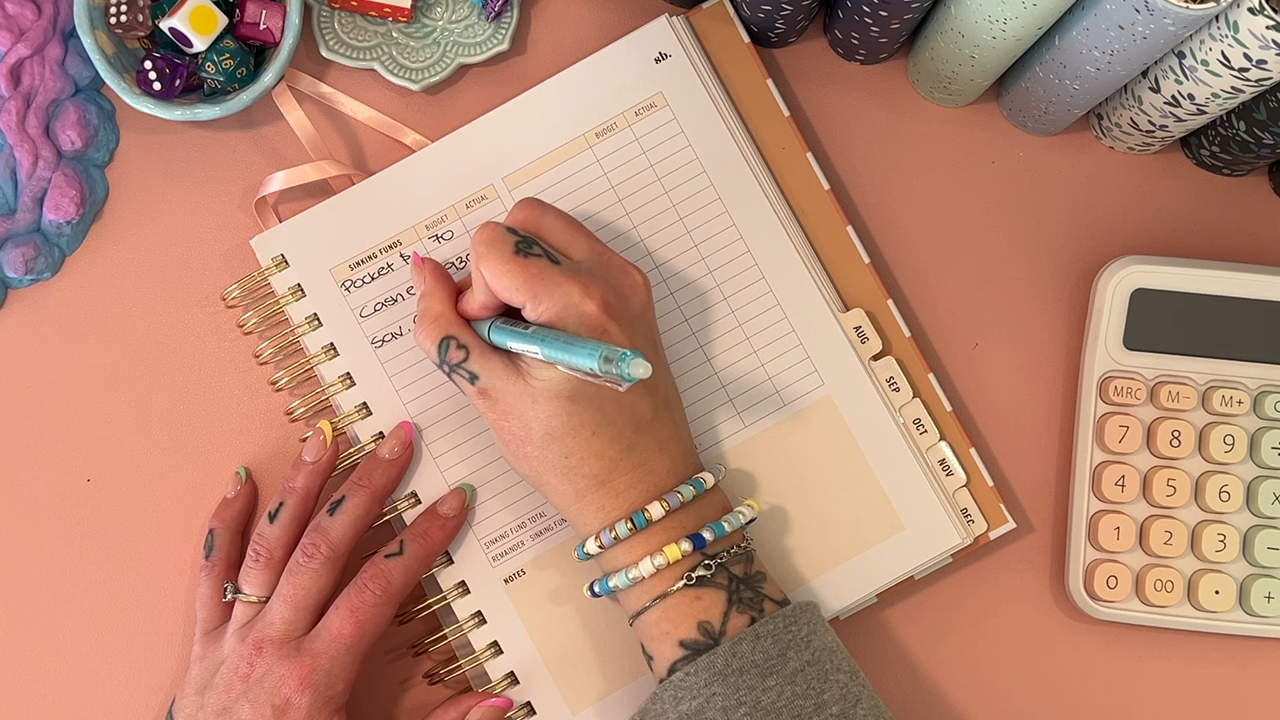 sb.
BUDGET ACTUAL
SINKING FUNDS BUDGET ACTUAL
Pocket $ 70
Cash 930
Sav.
SINKING FUND TOTAL
REMAINDER - SINKING FUN
NOTES
AUG
SEP
OCT
NOV
DEC
MRC M- M+
7 8 9 ÷
4 5 6 X
1 2 3 −
0 00 . +